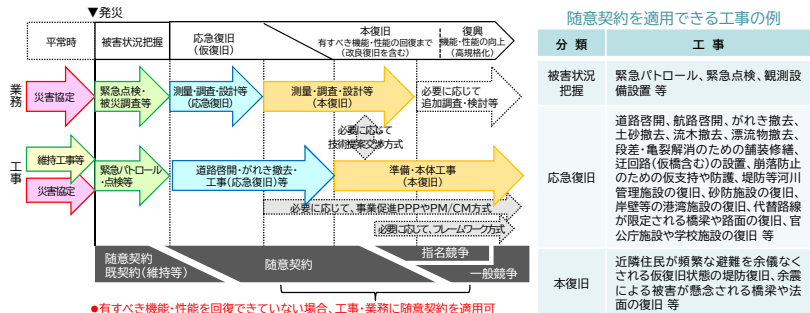 ▼発災
平常時
被害状況把握
応急復旧
（仮復旧）
本復旧
有すべき機能・性能の回復まで
（改良復旧を含む）
復興
機能・性能の向上
（高規格化）
業務
災害協定
緊急点検・
被災調査等
測量・調査・設計等
（応急復旧）
測量・調査・設計等
（本復旧）
必要に応じて
追加調査・検討等
必要に応じて
技術提案交渉方式
工事
維持工事等
災害協定
緊急パトロール
・点検等
道路啓開・がれき撤去・
工事(応急復旧)等
準備・本体工事
（本復旧）
必要に応じて、事業促進PPPやPM/CM方式
必要に応じて、フレームワーク方式
随意契約
既契約(維持等)
随意契約
指名競争
一般競争
●有すべき機能・性能を回復できていない場合、工事・業務に随意契約を適用可
随意契約を適用できる工事の例
分 類
工 事
被害状況
把握
緊急パトロール、緊急点検、観測設
備設置 等
応急復旧
道路啓開、航路啓開、がれき撤去、
土砂撤去、流木撤去、漂流物撤去、
段差・亀裂解消のための舗装修繕、
迂回路(仮橋含む)の設置、崩落防止
のための仮支持や防護、堤防等河川
管理施設の復旧、砂防施設の復旧、
岸壁等の港湾施設の復旧、代替路線
が限定される橋梁や路面の復旧、官
公庁施設や学校施設の復旧 等
本復旧
近隣住民が頻繁な避難を余儀なく
される仮復旧状態の堤防復旧、余震
による被害が懸念される橋梁や法
面の復旧 等